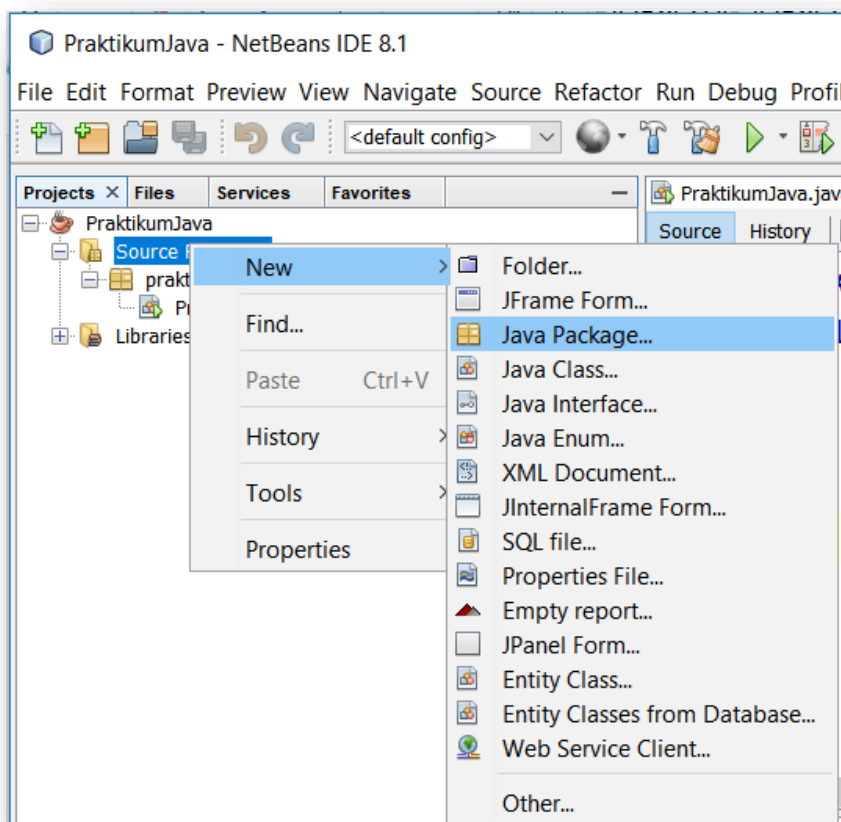 PraktikumJava - NetBeans IDE 8.1
File Edit Format Preview View Navigate Source Refactor Run Debug
<default config>
Projects Files Services Favorites
PraktikumJava
Source
Libraries
New
Find...
Paste Ctrl+V
History
Tools
Properties
Folder...
JFrame Form...
Java Package...
Java Class...
Java Interface...
Java Enum...
XML Document...
JInternalFrame Form...
SQL file...
Properties File...
Empty report...
JPanel Form...
Entity Class...
Entity Classes from Database...
Web Service Client...
Other...
PraktikumJava.jav
Source History